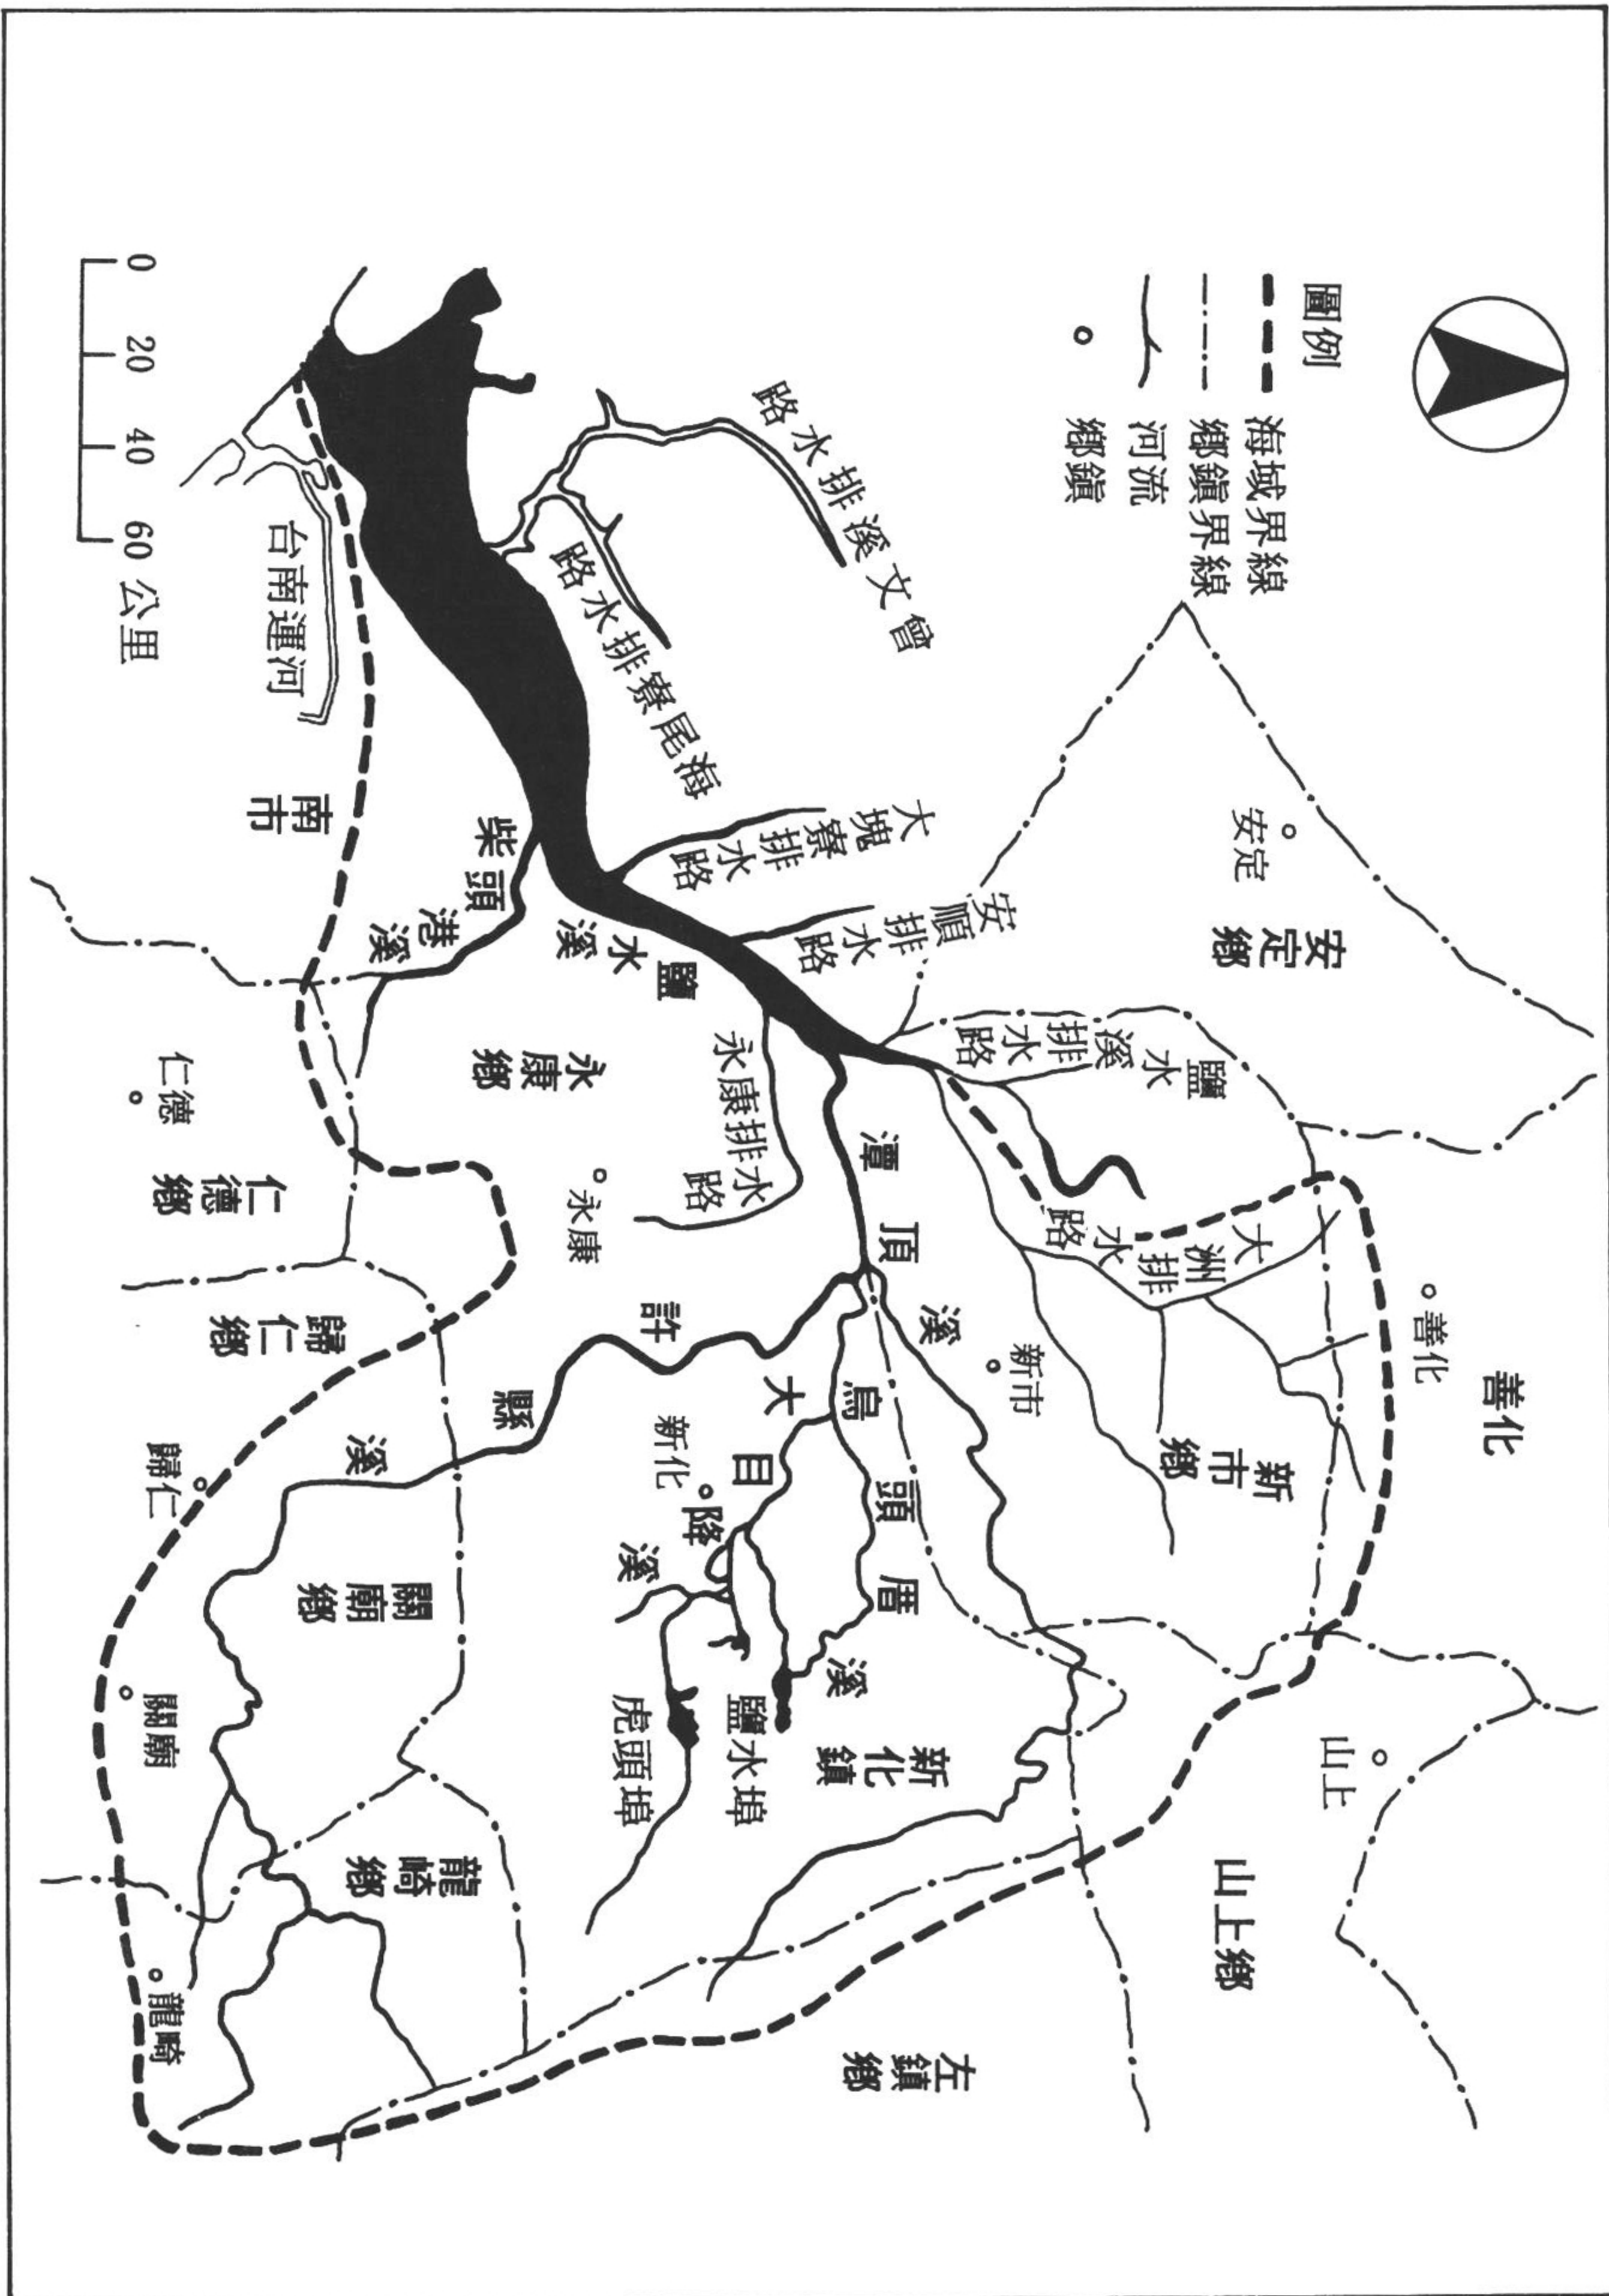 圖例
海域界線
鄉鎮界線
河流
鄉鎮
0 20 40 60 公里
曾文溪排水路
海尾寮排水路
台南運河
大塊寮排水路
安順排水路
安定
安定鄉
鹽水溪排水路
大洲排水路
善化
善化
新市
新市鄉
山上
山上鄉
南市
柴頭港溪
鹽水溪
永康鄉
永康排水路
永康
潭頂溪
仁德
仁德鄉
歸仁鄉
歸仁
許縣溪
烏頭厝溪
大目降溪
新化
新化鎮
鹽水埤
虎頭埤
關廟鄉
關廟
龍崎鄉
龍崎
左鎮鄉